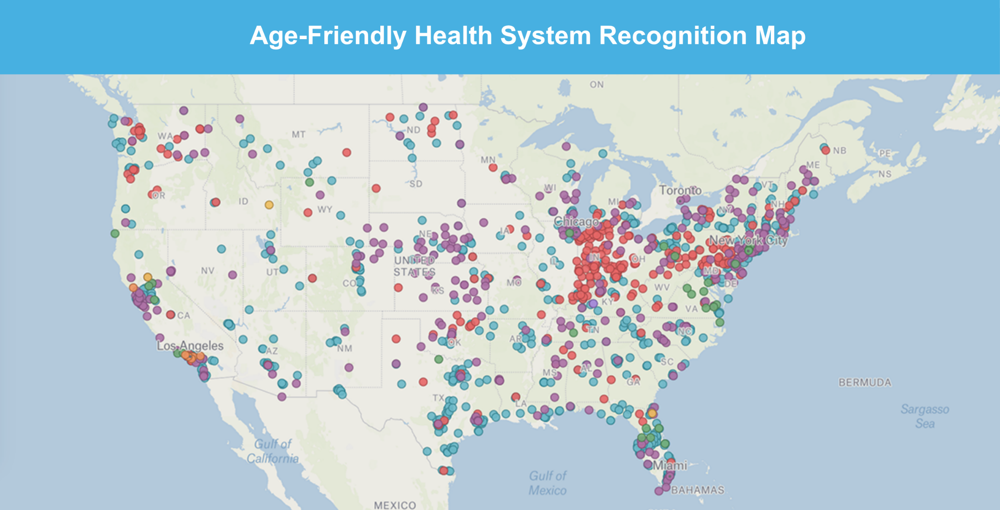 Age-Friendly Health System Recognition Map
ON
WA
MT
ND
MN
NB
PE
ME
NS
SD
WI
Toronto
VT
OR
ID
WY
MI
NY
NH
Chicago
NE
IA
New York City
UNITED
STATES
IN
OH
IL
NV
UT
MD
CO
MO
DE
KS
WV
KY
VA
CA
TN
NC
Los Angeles
AZ
NM
OK
AR
SC
MS
AL
GA
BERMUDA
TX
LA
Sargasso
Sea
Gulf of
California
Miami
Gulf of
Mexico
BAHAMAS
MEXICO